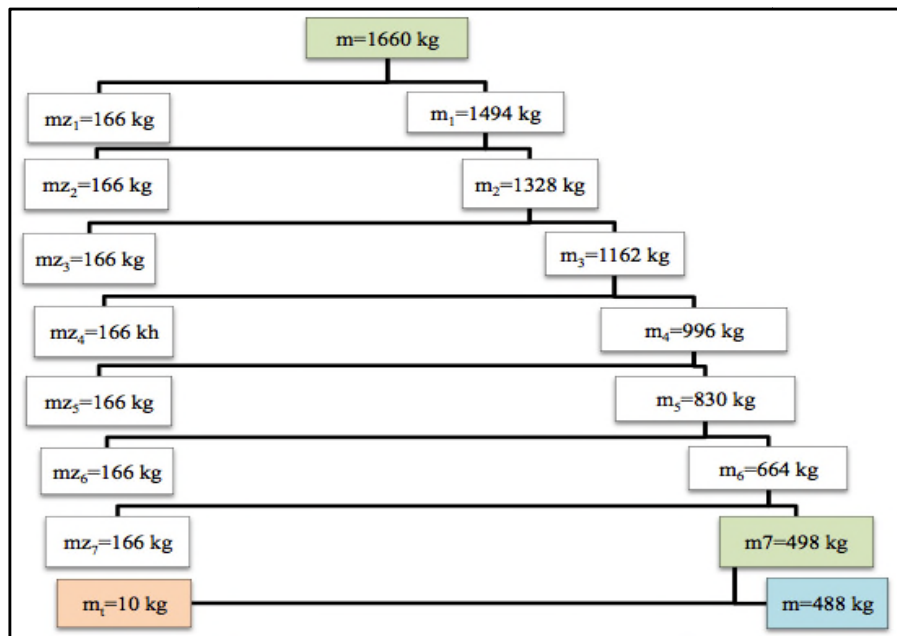 m=1660 kg
mz₁=166 kg
m₁=1494 kg
mz₂=166 kg
m₂=1328 kg
mz₃=166 kg
m₃=1162 kg
mz₄=166 kh
m₄=996 kg
mz₅=166 kg
m₅=830 kg
mz₆=166 kg
m₆=664 kg
mz₇=166 kg
m7=498 kg
mₜ=10 kg
m=488 kg